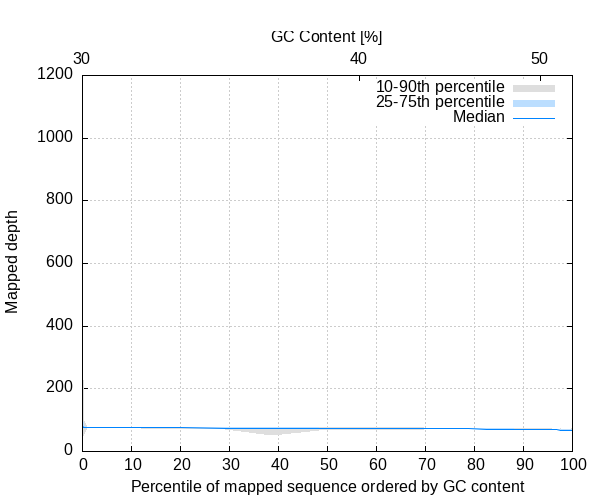 GC Content [%]
30 40 50
1200
1000
800
600
400
200
0
Mapped depth
10-90th percentile
25-75th percentile
Median
0 10 20 30 40 50 60 70 80 90 100
Percentile of mapped sequence ordered by GC content